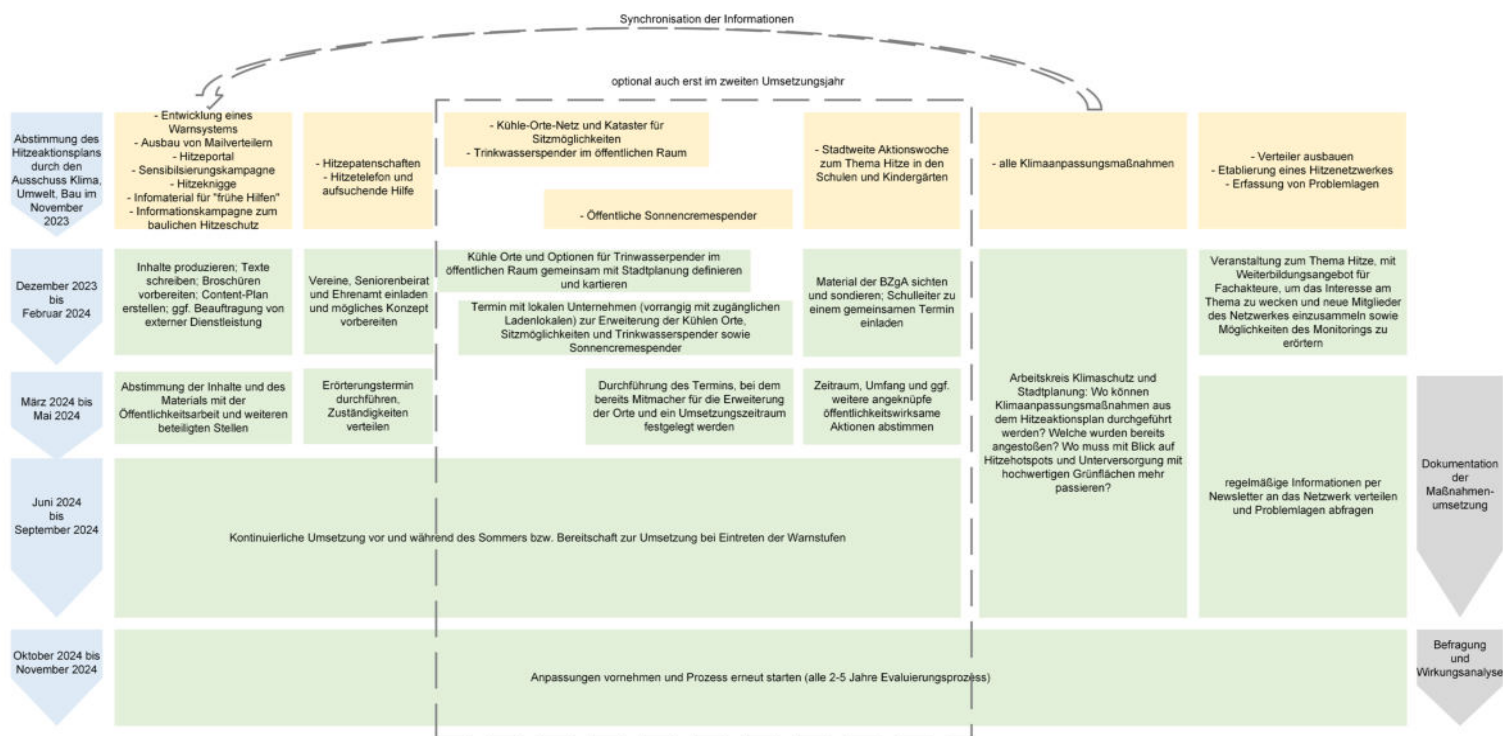 Synchronisation der Informationen
optional auch erst im zweiten Umsetzungsjahr
Abstimmung des
Hitzeaktionsplans
durch den
Ausschuss Klima,
Umwelt, Bau im
November
2023
- Entwicklung eines
Warnsystems
- Ausbau von Mailverteilern
- Hitzeportal
- Sensibilsierungskampagne
- Hitzeknigge
- Infomaterial für "frühe Hilfen"
- Informationskampagne zum
baulichen Hitzeschutz
- Hitzepatenschaften
- Hitzetelefon und
aufsuchende Hilfe
- Kühle-Orte-Netz und Kataster für
Sitzmöglichkeiten
- Trinkwasserspender im öffentlichen Raum
- Öffentliche Sonnencremespender
- Stadtweite Aktionswoche
zum Thema Hitze in den
Schulen und Kindergärten
- alle Klimaanpassungsmaßnahmen
- Verteiler ausbauen
- Etablierung eines Hitzenetzwerkes
- Erfassung von Problemlagen
Dezember 2023
bis
Februar 2024
Inhalte produzieren; Texte
schreiben; Broschüren
vorbereiten; Content-Plan
erstellen; ggf. Beauftragung von
externer Dienstleistung
Vereine, Seniorenbeirat
und Ehrenamt einladen
und mögliches Konzept
vorbereiten
Kühle Orte und Optionen für Trinwasserpender im
öffentlichen Raum gemeinsam mit Stadtplanung definieren
und kartieren
Termin mit lokalen Unternehmen (vorrangig mit zugänglichen
Ladenlokalen) zur Erweiterung der Kühlen Orte,
Sitzmöglichkeiten und Trinkwasserspender sowie
Sonnencremespender
Material der BZgA sichten
und sondieren; Schulleiter zu
einem gemeinsamen Termin
einladen
Veranstaltung zum Thema Hitze, mit
Weiterbildungsangebot für
Fachakteure, um das Interesse am
Thema zu wecken und neue Mitglieder
des Netzwerkes einzusammeln sowie
Möglichkeiten des Monitorings zu
erörtern
März 2024 bis
Mai 2024
Abstimmung der Inhalte und des
Materials mit der
Öffentlichkeitsarbeit und weiteren
beteiligten Stellen
Erörterungstermin
durchführen,
Zuständigkeiten
verteilen
Durchführung des Termins, bei dem
bereits Mitmacher für die Erweiterung
der Orte und ein Umsetzungszeitraum
festgelegt werden
Zeitraum, Umfang und ggf.
weitere angeknüpfe
öffentlichkeitswirksame
Aktionen abstimmen
Arbeitskreis Klimaschutz und
Stadtplanung: Wo können
Klimaanpassungsmaßnahmen aus
dem Hitzeaktionsplan durchgeführt
werden? Welche wurden bereits
angestoßen? Wo muss mit Blick auf
Hitzehotspots und Unterversorgung mit
hochwertigen Grünflächen mehr
passieren?
regelmäßige Informationen per
Newsletter an das Netzwerk verteilen
und Problemlagen abfragen
Dokumentation
der
Maßnahmen-
umsetzung
Juni 2024
bis
September 2024
Kontinuierliche Umsetzung vor und während des Sommers bzw. Bereitschaft zur Umsetzung bei Eintreten der Warnstufen
Oktober 2024 bis
November 2024
Anpassungen vornehmen und Prozess erneut starten (alle 2-5 Jahre Evaluierungsprozess)
Befragung
und
Wirkungsanalyse